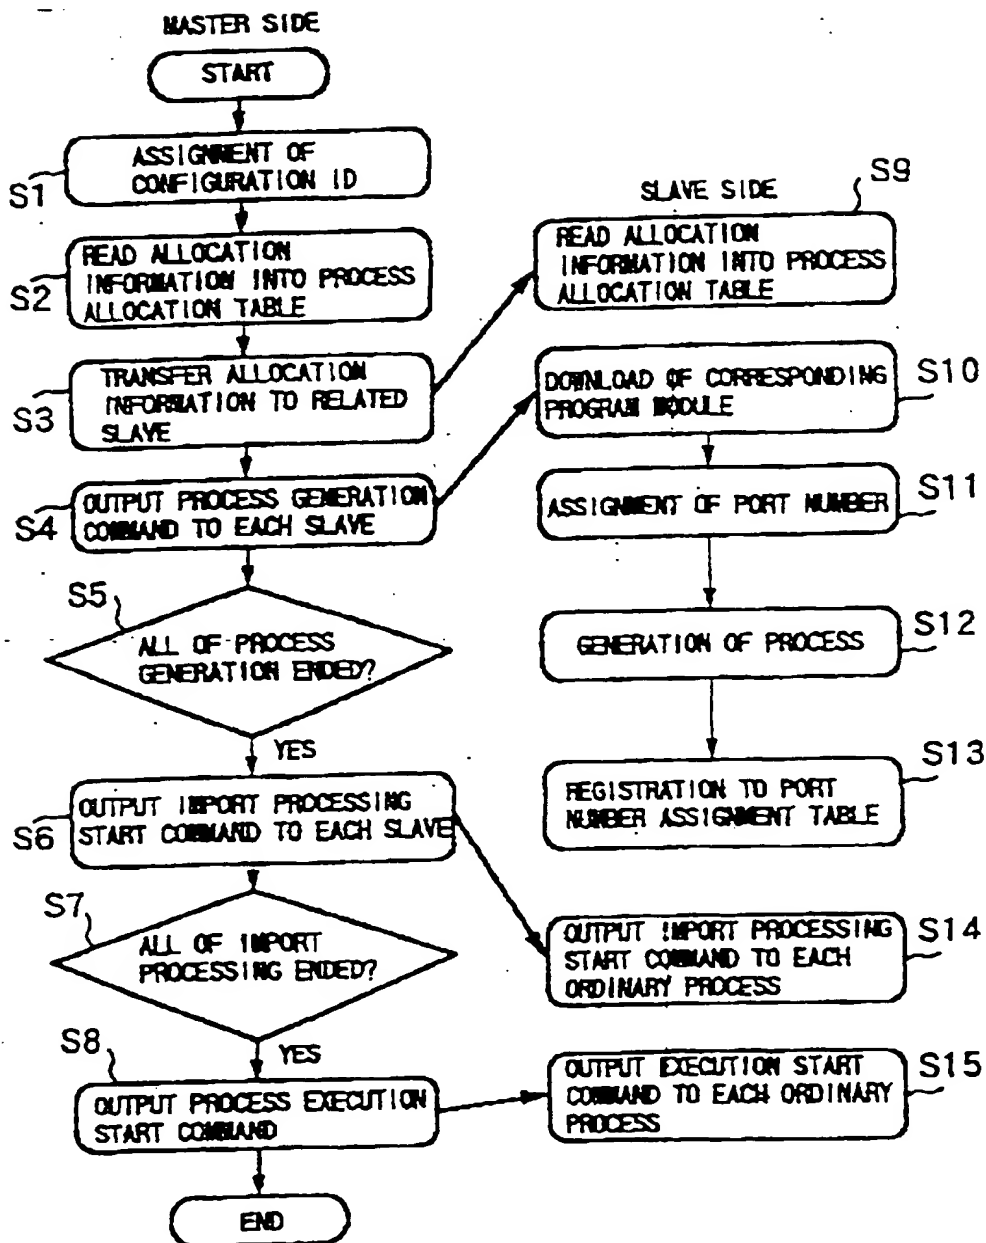 MASTER SIDE
START
S1
ASSIGNMENT OF
CONFIGURATION ID
S2
READ ALLOCATION
INFORMATION INTO PROCESS
ALLOCATION TABLE
S3
TRANSFER ALLOCATION
INFORMATION TO RELATED
SLAVE
S4
OUTPUT PROCESS GENERATION
COMMAND TO EACH SLAVE
S5
ALL OF PROCESS
GENERATION ENDED?
YES
S6
OUTPUT IMPORT PROCESSING
START COMMAND TO EACH SLAVE
S7
ALL OF IMPORT
PROCESSING ENDED?
YES
S8
OUTPUT PROCESS EXECUTION
START COMMAND
END
SLAVE SIDE
S9
READ ALLOCATION
INFORMATION INTO PROCESS
ALLOCATION TABLE
S10
DOWNLOAD OF CORRESPONDING
PROGRAM MODULE
S11
ASSIGNMENT OF PORT NUMBER
S12
GENERATION OF PROCESS
S13
REGISTRATION TO PORT
NUMBER ASSIGNMENT TABLE
S14
OUTPUT IMPORT PROCESSING
START COMMAND TO EACH
ORDINARY PROCESS
S15
OUTPUT EXECUTION START
COMMAND TO EACH ORDINARY
PROCESS